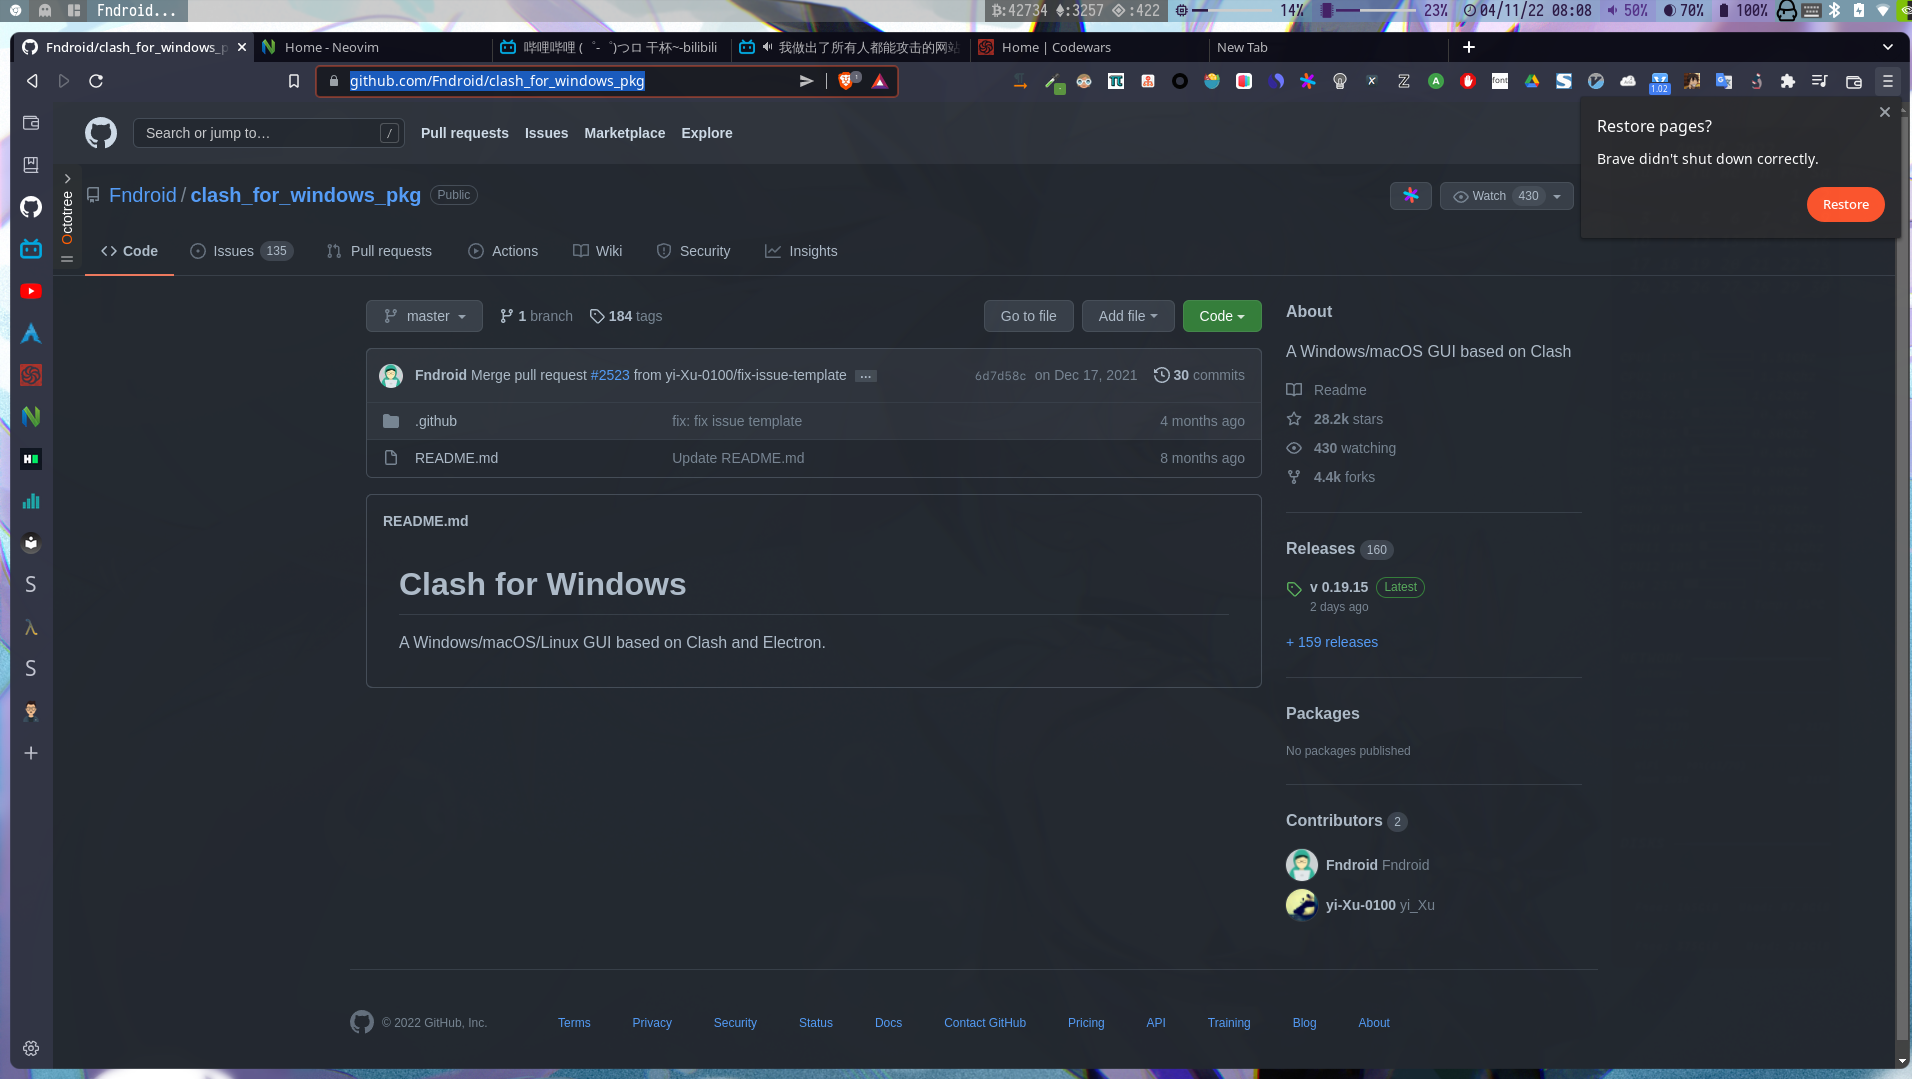 Fndroid...
:42734 :3257 :422 14% 23% 04/11/22 08:08 50% 70% 100%
Fndroid/clash_for_windows_p
Home - Neovim
哔哩哔哩 (゜-゜)つロ 干杯~-bilibili
我做出了所有人都能攻击的网站
Home | Codewars
New Tab
github.com/Fndroid/clash_for_windows_pkg
1.02
Search or jump to…
/
Pull requests
Issues
Marketplace
Explore
Restore pages?
Brave didn't shut down correctly.
Restore
Octotree
Fndroid / clash_for_windows_pkg Public
Watch 430
Code
Issues 135
Pull requests
Actions
Wiki
Security
Insights
master
1 branch
184 tags
Go to file
Add file
Code
Fndroid Merge pull request #2523 from yi-Xu-0100/fix-issue-template ...
6d7d58c on Dec 17, 2021
30 commits
.github
fix: fix issue template
4 months ago
README.md
Update README.md
8 months ago
README.md
Clash for Windows
A Windows/macOS/Linux GUI based on Clash and Electron.
About
A Windows/macOS GUI based on Clash
Readme
28.2k stars
430 watching
4.4k forks
Releases 160
v 0.19.15 Latest
2 days ago
+ 159 releases
Packages
No packages published
Contributors 2
Fndroid Fndroid
yi-Xu-0100 yi_Xu
© 2022 GitHub, Inc.
Terms
Privacy
Security
Status
Docs
Contact GitHub
Pricing
API
Training
Blog
About